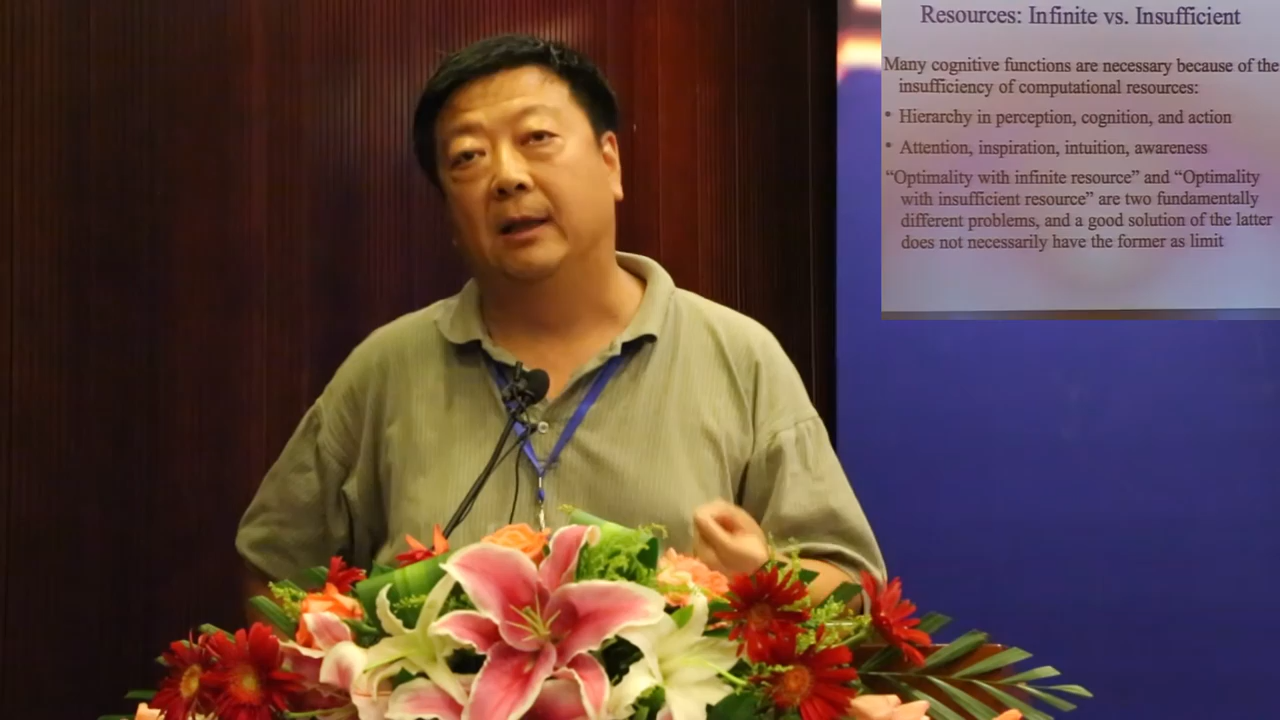 Resources: Infinite vs. Insufficient
Many cognitive functions are necessary because of the
insufficiency of computational resources:
• Hierarchy in perception, cognition, and action
• Attention, inspiration, intuition, awareness
“Optimality with infinite resource” and “Optimality
with insufficient resource” are two fundamentally
different problems, and a good solution of the latter
does not necessarily have the former as limit